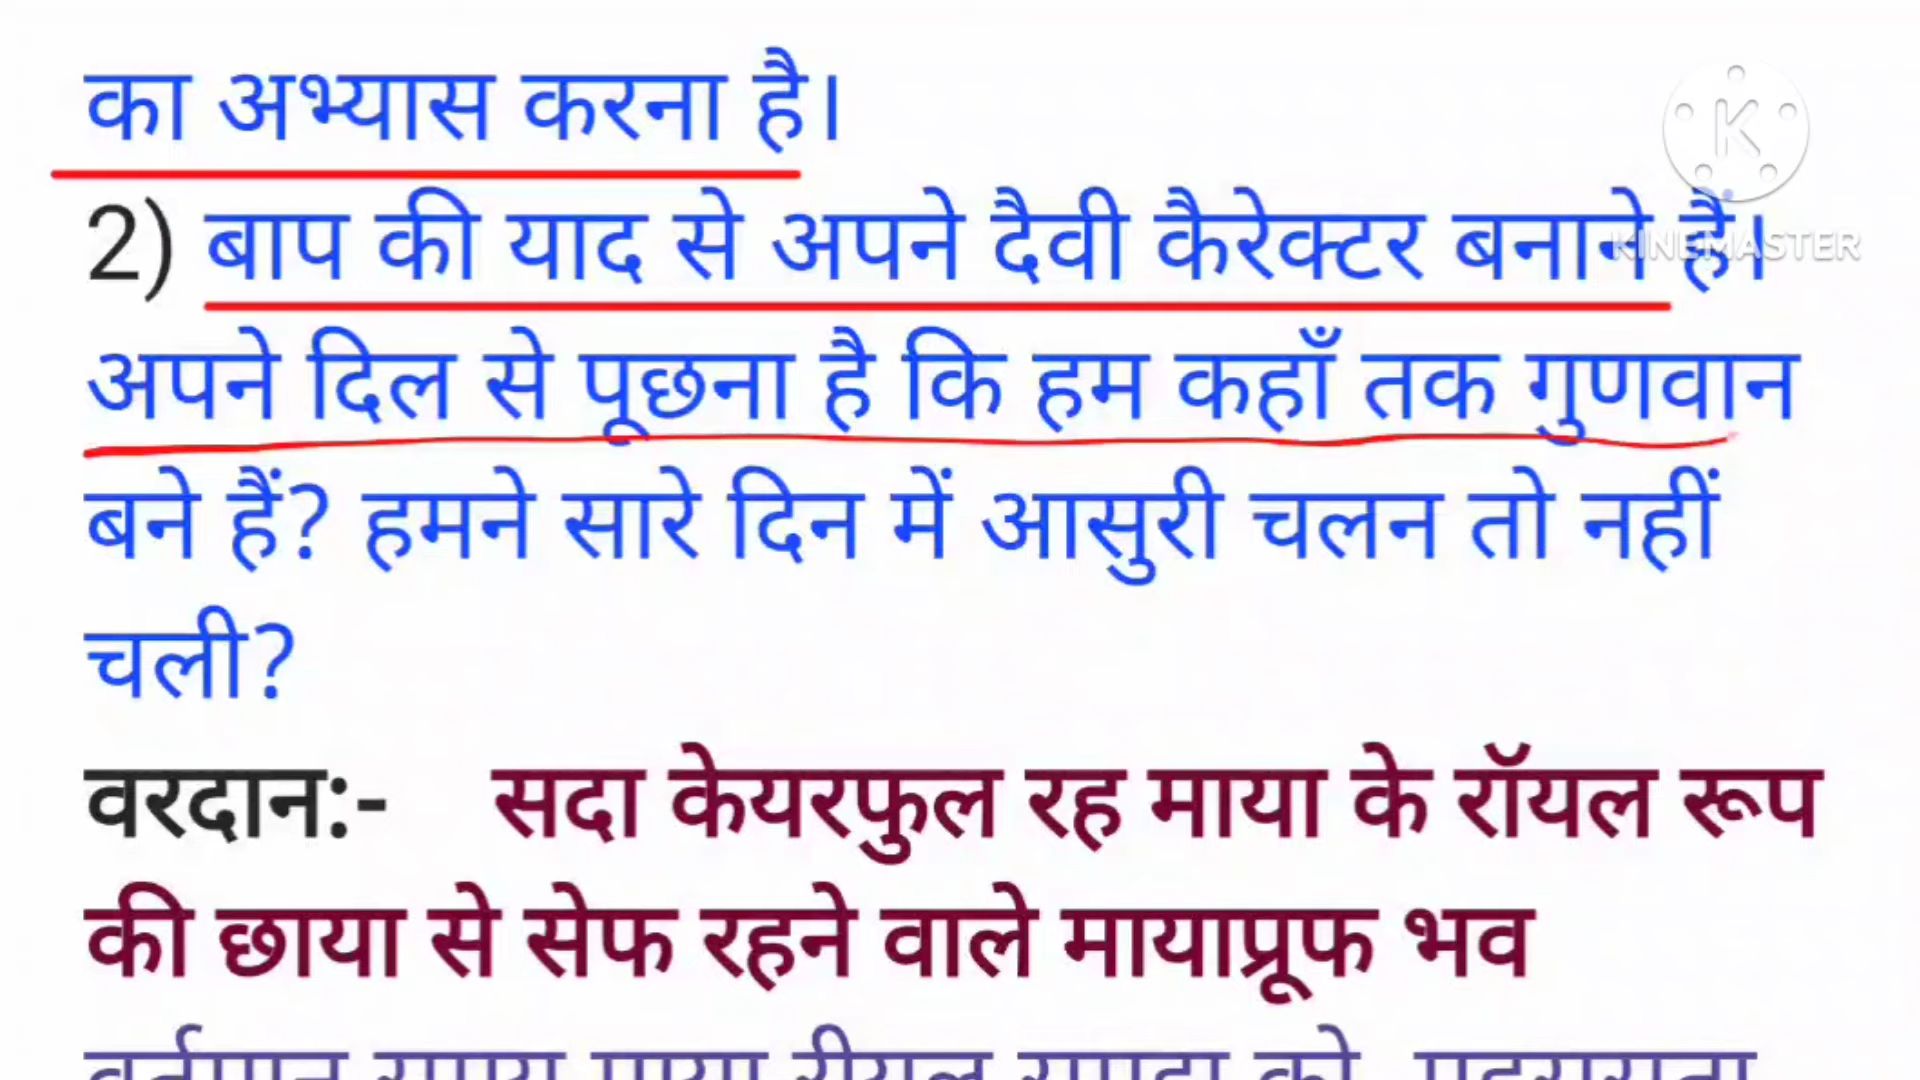 का अभ्यास करना है।
2) बाप की याद से अपने दैवी कैरेक्टर बनाने हैं।
KINEMASTER
अपने दिल से पूछना है कि हम कहाँ तक गुणवान
बने हैं? हमने सारे दिन में आसुरी चलन तो नहीं
चली?
वरदान:- सदा केयरफुल रह माया के रॉयल रूप
की छाया से सेफ रहने वाले मायाप्रूफ भव